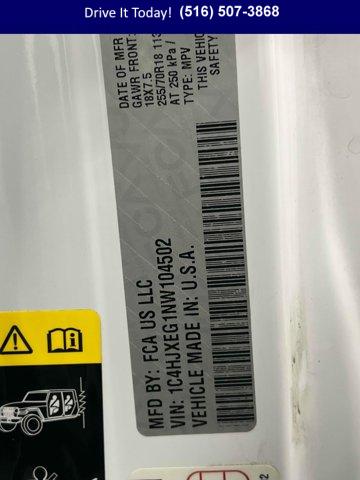 Drive It Today! (516) 507-3868
MFD BY: FCA US LLC
DATE OF MFR
GAWR FRONT:
18X7.5
255/70R18 113
AT 250 kPa /
TYPE: MPV
THIS VEHIC
SAFETY
VIN: 1C4HJXEG1NW104502
VEHICLE MADE IN: U.S.A.